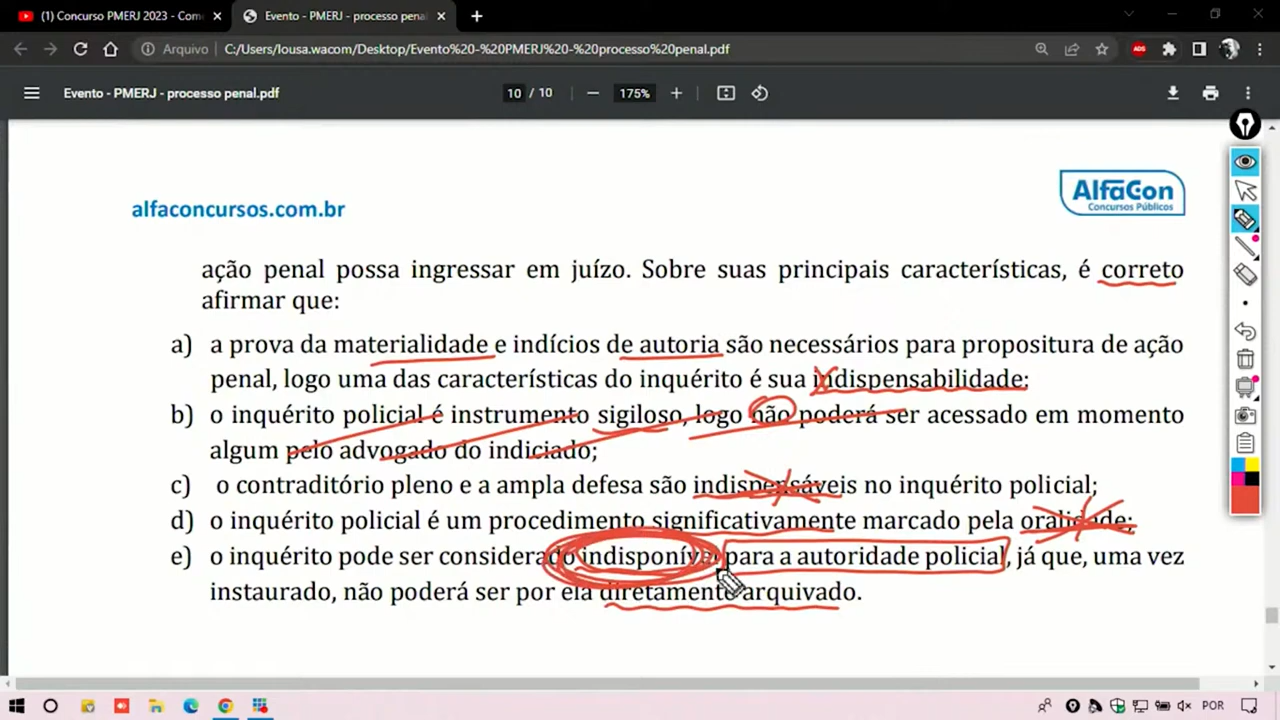 (1) Concurso PMERJ 2023 - Com
Evento - PMERJ - processo penal
Arquivo
C:/Users/lousa.wacom/Desktop/Evento%20-%20PMERJ%20-%20processo%20penal.pdf
ADS
Evento - PMERJ - processo penal.pdf
10 / 10
175%
alfaconcursos.com.br
AlfaCon
Concursos Públicos
ação penal possa ingressar em juízo. Sobre suas principais características, é correto
afirmar que:
a) a prova da materialidade e indícios de autoria são necessários para propositura de ação
penal, logo uma das características do inquérito é sua indispensabilidade;
b) o inquérito policial é instrumento sigiloso, logo não poderá ser acessado em momento
algum pelo advogado do indiciado;
c) o contraditório pleno e a ampla defesa são indispensáveis no inquérito policial;
d) o inquérito policial é um procedimento significativamente marcado pela oralidade;
e) o inquérito pode ser considerado indisponível para a autoridade policial, já que, uma vez
instaurado, não poderá ser por ela diretamente arquivado.
POR